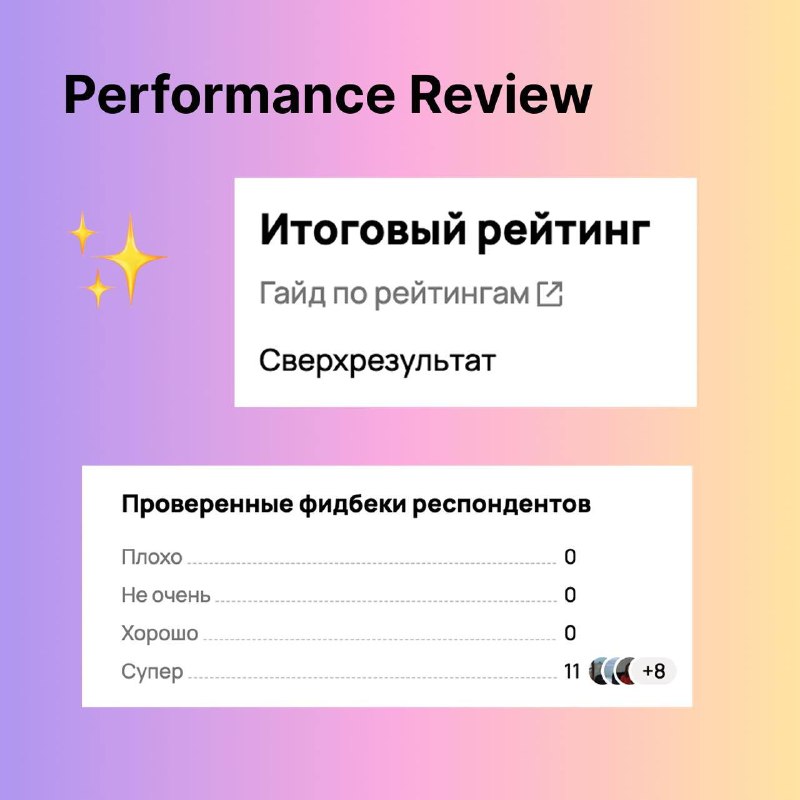 Performance Review
Итоговый рейтинг
Гайд по рейтингам
Сверхрезультат
Проверенные фидбеки респондентов
Плохо 0
Не очень 0
Хорошо 0
Супер 11 +8